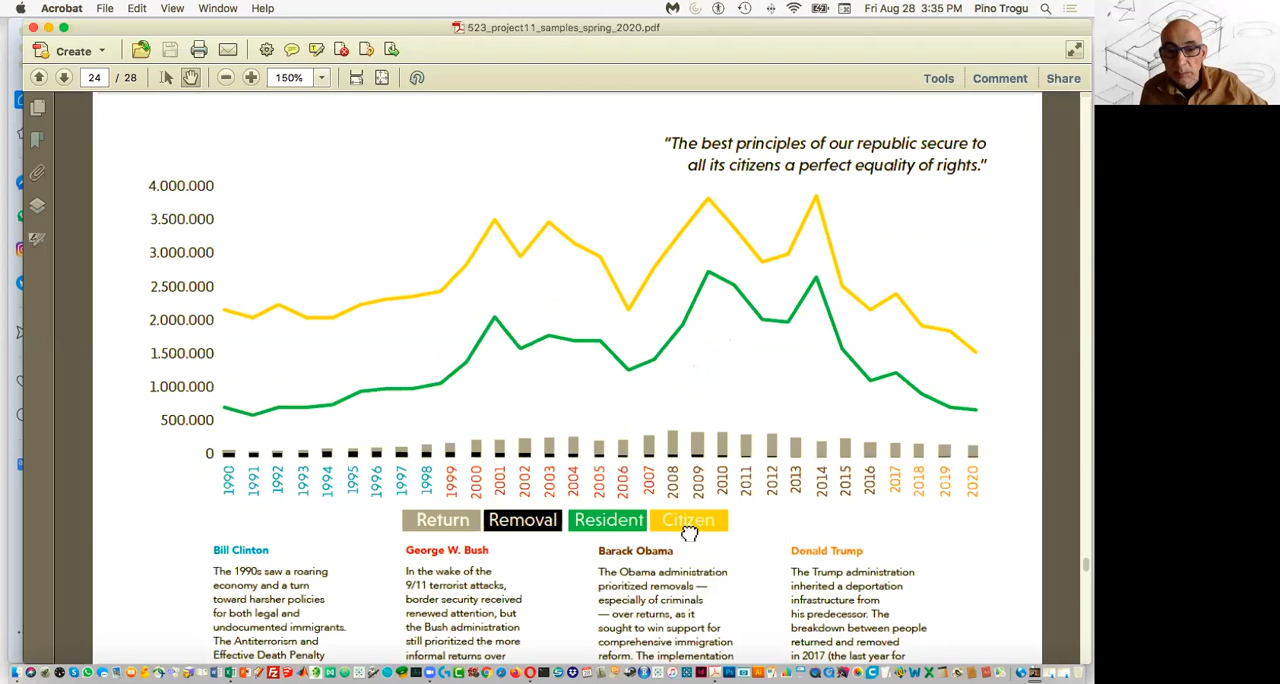 Acrobat File Edit View Window Help
Fri Aug 28 3:35 PM Pino Trogu
523_project11_samples_spring_2020.pdf
Create
24 / 28 150% Tools Comment Share
"The best principles of our republic secure to
all its citizens a perfect equality of rights."
4.000.000
3.500.000
3.000.000
2.500.000
2.000.000
1.500.000
1.000.000
500.000
0
1990 1991 1992 1993 1994 1995 1996 1997 1998 1999 2000 2001 2002 2003 2004 2005 2006 2007 2008 2009 2010 2011 2012 2013 2014 2015 2016 2017 2018 2019 2020
Return Removal Resident Citizen
Bill Clinton
The 1990s saw a roaring
economy and a turn
toward harsher policies
for both legal and
undocumented immigrants.
The Antiterrorism and
Effective Death Penalty
George W. Bush
In the wake of the
9/11 terrorist attacks,
border security received
renewed attention, but
the Bush administration
still prioritized the more
informal returns over
Barack Obama
The Obama administration
prioritized removals —
especially of criminals
— over returns, as it
sought to win support for
comprehensive immigration
reform. The implementation
Donald Trump
The Trump administration
inherited a deportation
infrastructure from
his predecessor. The
breakdown between people
returned and removed
in 2017 (the last year for